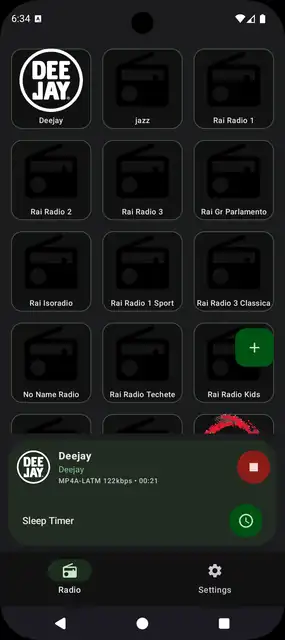 6:34 A
DEE
JAY
Deejay
jazz
Rai Radio 1
Rai Radio 2
Rai Radio 3
Rai Gr Parlamento
Rai Isoradio
Rai Radio 1 Sport
Rai Radio 3 Classica
No Name Radio
Rai Radio Techete
Rai Radio Kids
DEE
JAY
Deejay
Deejay
MP4A-LATM 122kbps • 00:21
Sleep Timer
Radio
Settings